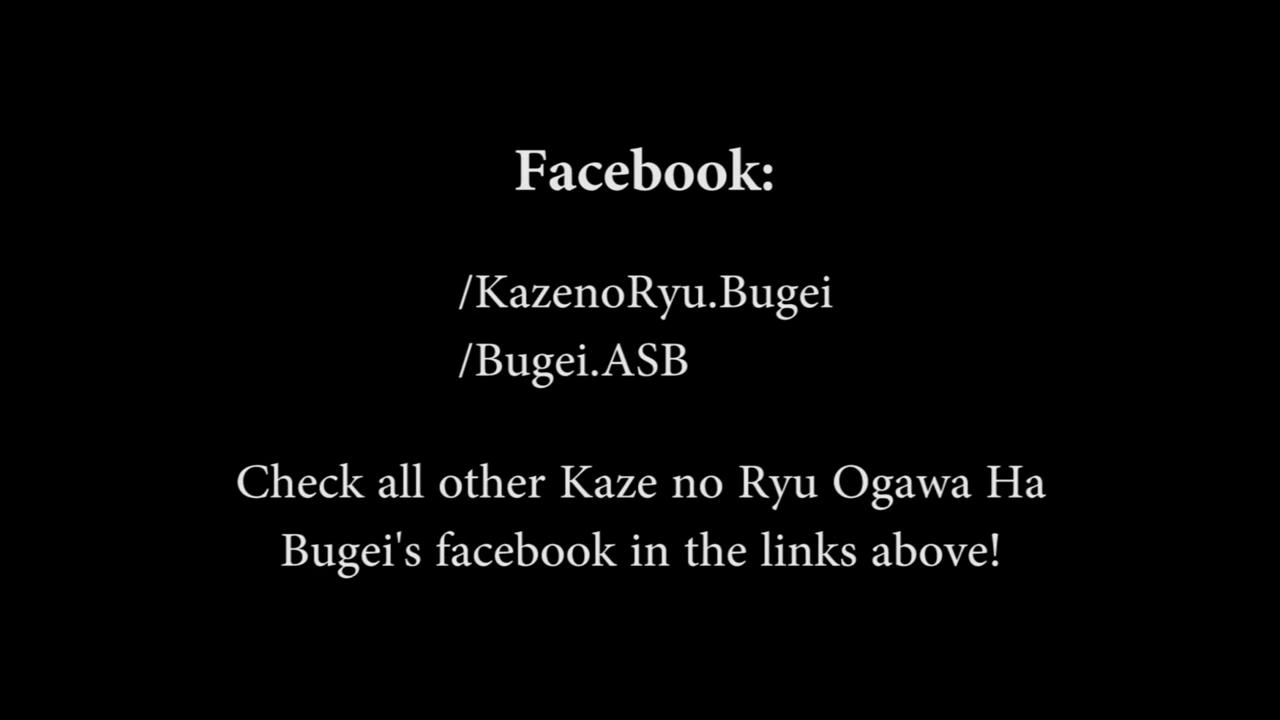 Facebook:
/KazenoRyu.Bugei
/Bugei.ASB
Check all other Kaze no Ryu Ogawa Ha
Bugei's facebook in the links above!